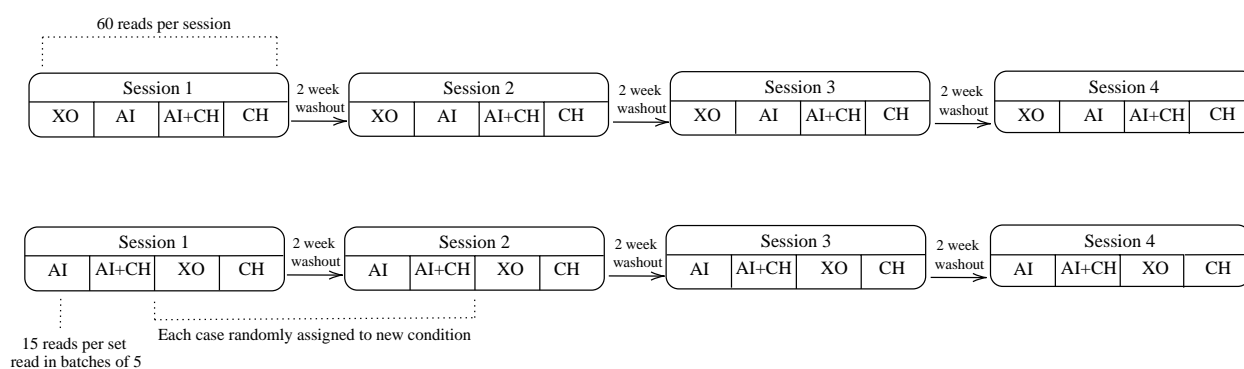 60 reads per session
Session 1
XO AI AI+CH CH
2 week
washout
Session 2
XO AI AI+CH CH
2 week
washout
Session 3
XO AI AI+CH CH
2 week
washout
Session 4
XO AI AI+CH CH
Session 1
AI AI+CH XO CH
2 week
washout
Session 2
AI AI+CH XO CH
2 week
washout
Session 3
AI AI+CH XO CH
2 week
washout
Session 4
AI AI+CH XO CH
Each case randomly assigned to new condition
15 reads per set
read in batches of 5